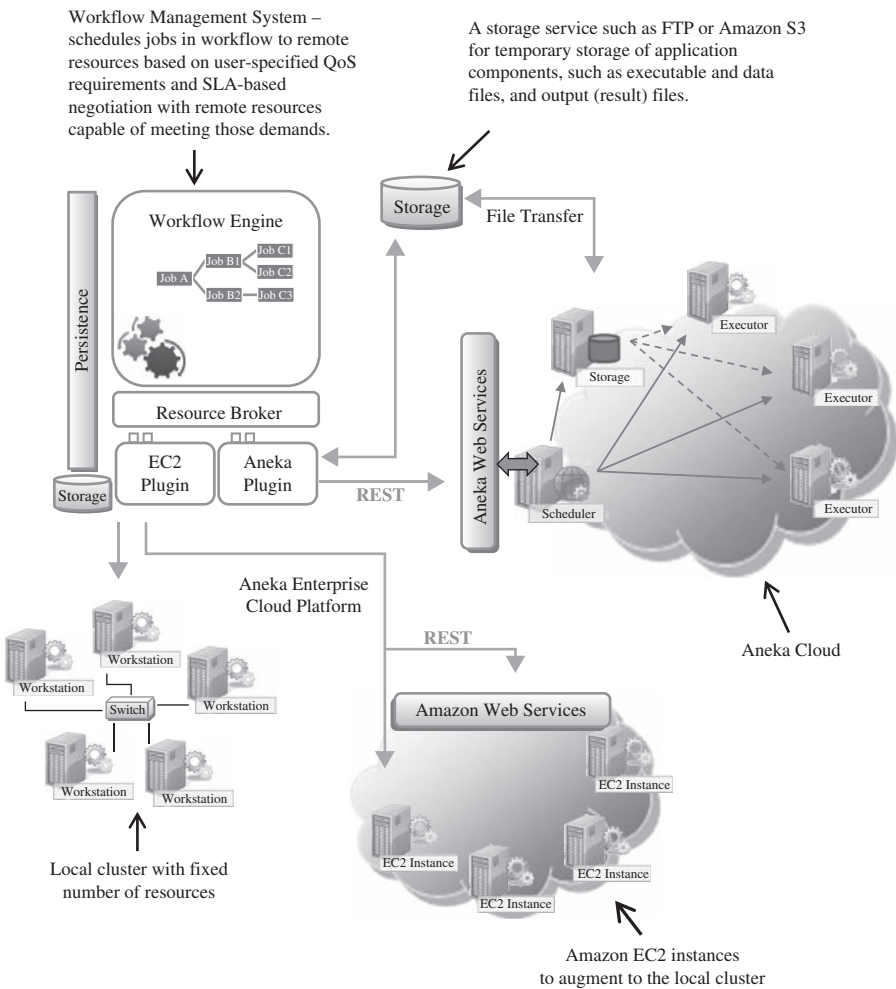 Workflow Management System –
schedules jobs in workflow to remote
resources based on user-specified QoS
requirements and SLA-based
negotiation with remote resources
capable of meeting those demands.
A storage service such as FTP or Amazon S3
for temporary storage of application
components, such as executable and data
files, and output (result) files.
Persistence
Workflow Engine
Job A
Job B1
Job B2
Job C1
Job C2
Job C3
Storage
File Transfer
Resource Broker
EC2
Plugin
Aneka
Plugin
Storage
REST
Aneka Web Services
Storage
Scheduler
Executor
Executor
Executor
Aneka Cloud
Aneka Enterprise
Cloud Platform
REST
Workstation
Workstation
Workstation
Switch
Workstation
Workstation
Local cluster with fixed
number of resources
Amazon Web Services
EC2 Instance
EC2 Instance
EC2 Instance
EC2 Instance
Amazon EC2 instances
to augment to the local cluster